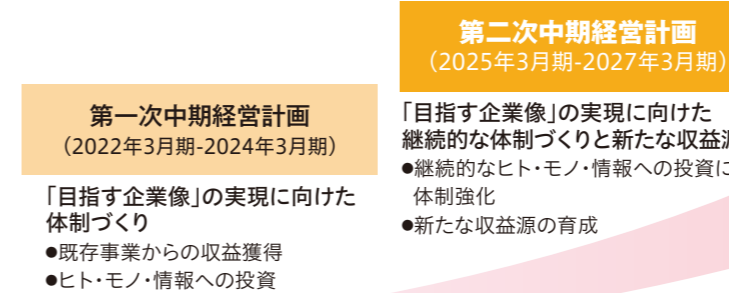 第二次中期経営計画
（2025年3月期-2027年3月期）
第一次中期経営計画
（2022年3月期-2024年3月期）
「目指す企業像」の実現に向けた
体制づくり
●既存事業からの収益獲得
●ヒト・モノ・情報への投資
「目指す企業像」の実現に向けた
継続的な体制づくりと新たな収益
●継続的なヒト・モノ・情報への投資に
体制強化
●新たな収益源の育成